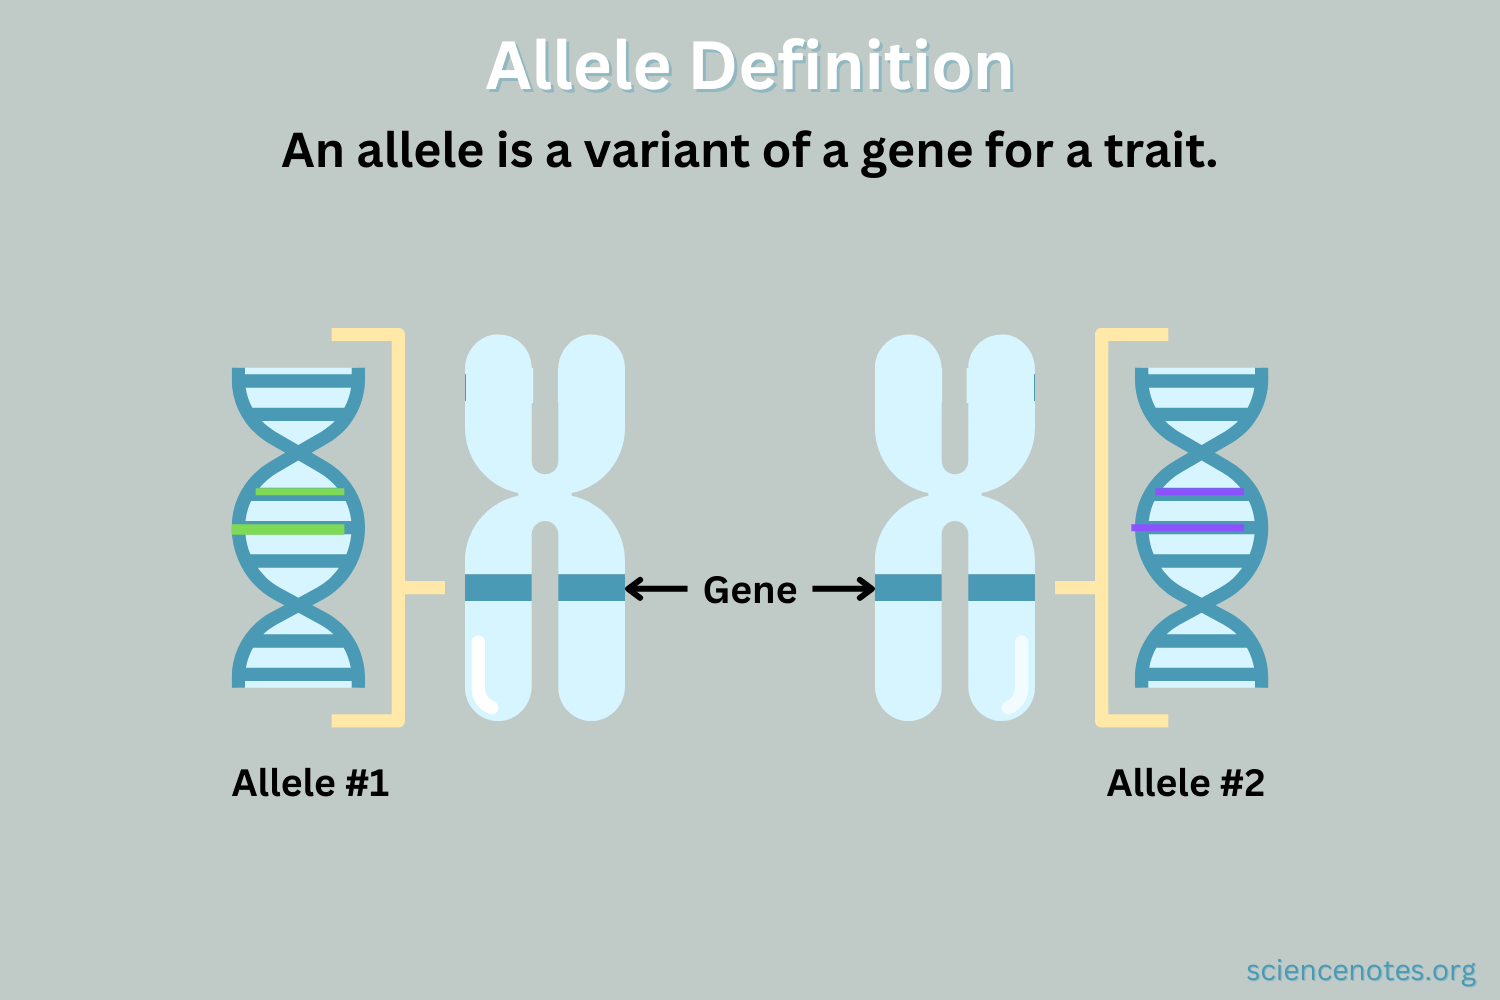 Allele Definition
An allele is a variant of a gene for a trait.
Gene
Allele #1
Allele #2
sciencenotes.org